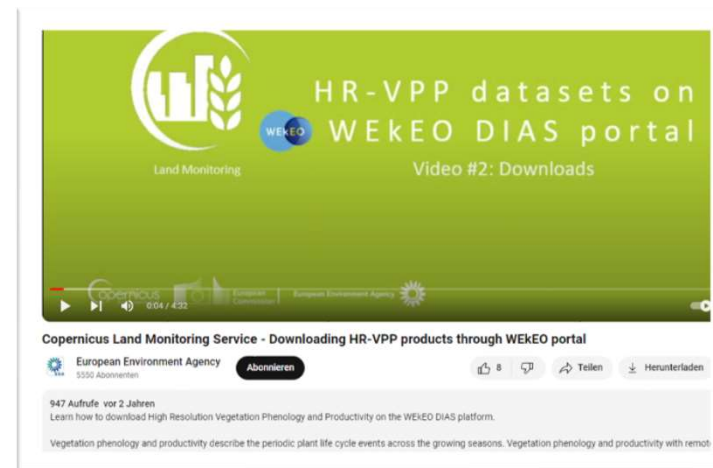 HR-VPP datasets on
WEkEO DIAS portal
WEKEO
Land Monitoring
Video #2: Downloads
Copernicus
European
Commission
European Environment Agency
0:04 / 4:32
Copernicus Land Monitoring Service - Downloading HR-VPP products through WEkEO portal
European Environment Agency
5550 Abonnenten
Abonnieren
8
Teilen
Herunterladen
947 Aufrufe vor 2 Jahren
Learn how to download High Resolution Vegetation Phenology and Productivity on the WEkEO DIAS platform.
Vegetation phenology and productivity describe the periodic plant life cycle events across the growing seasons. Vegetation phenology and productivity with remot